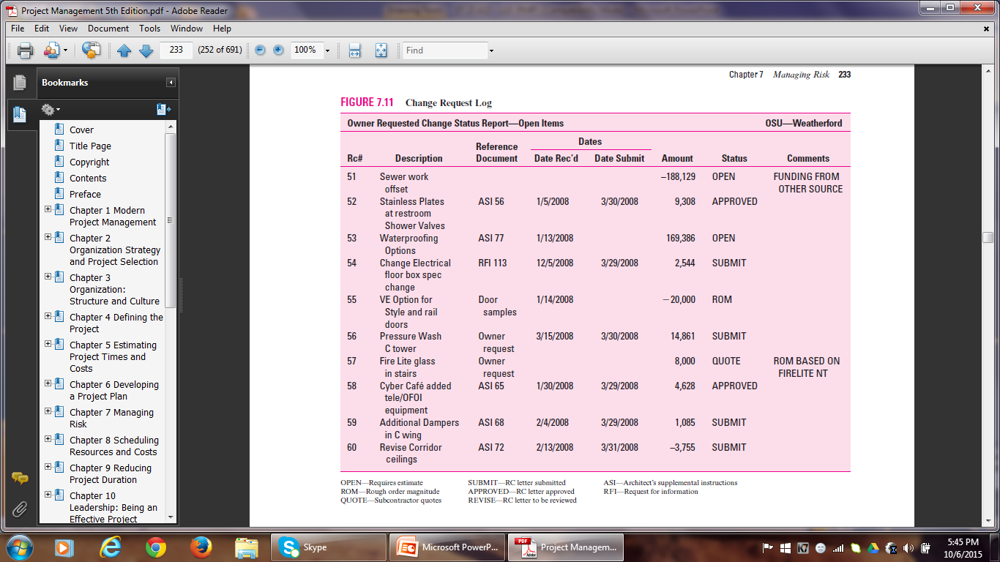 Project Management 5th Edition.pdf - Adobe Reader
File Edit View Document Tools Window Help
233 (252 of 691) 100% Find
Bookmarks
Cover
Title Page
Copyright
Contents
Preface
Chapter 1 Modern
Project Management
Chapter 2
Organization Strategy
and Project Selection
Chapter 3
Organization:
Structure and Culture
Chapter 4 Defining the
Project
Chapter 5 Estimating
Project Times and
Costs
Chapter 6 Developing
a Project Plan
Chapter 7 Managing
Risk
Chapter 8 Scheduling
Resources and Costs
Chapter 9 Reducing
Project Duration
Chapter 10
Leadership: Being an
Effective Project
Chapter 7 Managing Risk 233
FIGURE 7.11 Change Request Log
Owner Requested Change Status Report—Open Items OSU—Weatherford
Dates
Reference
Rc# Description Document Date Rec'd Date Submit Amount Status Comments
51 Sewer work –188,129 OPEN FUNDING FROM
offset OTHER SOURCE
52 Stainless Plates ASI 56 1/5/2008 3/30/2008 9,308 APPROVED
at restroom
Shower Valves
53 Waterproofing ASI 77 1/13/2008 169,386 OPEN
Options
54 Change Electrical RFI 113 12/5/2008 3/29/2008 2,544 SUBMIT
floor box spec
change
55 VE Option for Door 1/14/2008 –20,000 ROM
Style and rail samples
doors
56 Pressure Wash Owner 3/15/2008 3/30/2008 14,861 SUBMIT
C tower request
57 Fire Lite glass Owner 8,000 QUOTE ROM BASED ON
in stairs request FIRELITE NT
58 Cyber Café added ASI 65 1/30/2008 3/29/2008 4,628 APPROVED
tele/OFOI
equipment
59 Additional Dampers ASI 68 2/4/2008 3/29/2008 1,085 SUBMIT
in C wing
60 Revise Corridor ASI 72 2/13/2008 3/31/2008 –3,755 SUBMIT
ceilings
OPEN—Requires estimate SUBMIT—RC letter submitted ASI—Architect's supplemental instructions
ROM—Rough order magnitude APPROVED—RC letter approved RFI—Request for information
QUOTE—Subcontractor quotes REVISE—RC letter to be reviewed
Skype Microsoft PowerP... Project Managem... 5:45 PM
10/6/2015